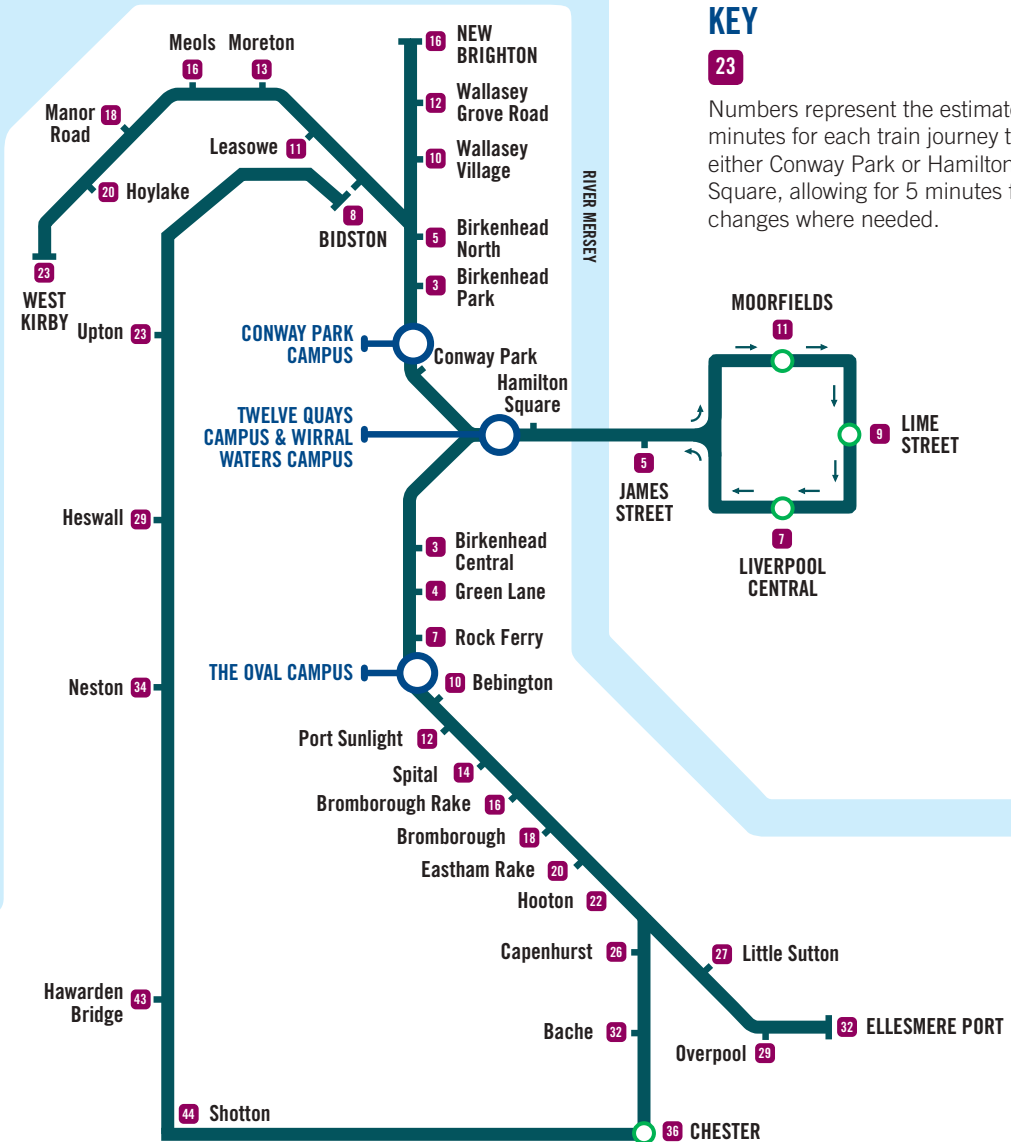 KEY
23
Numbers represent the estimate
minutes for each train journey t
either Conway Park or Hamilton
Square, allowing for 5 minutes f
changes where needed.
16 NEW
BRIGHTON
12 Wallasey
Grove Road
10 Wallasey
Village
5 Birkenhead
North
3 Birkenhead
Park
Meols
16
Moreton
13
Manor
Road 18
Leasowe 11
20 Hoylake
8
BIDSTON
23
WEST
KIRBY
Upton 23
Heswall 29
Neston 34
Hawarden
Bridge 43
44 Shotton
RIVER MERSEY
CONWAY PARK
CAMPUS
Conway Park
Hamilton
Square
TWELVE QUAYS
CAMPUS & WIRRAL
WATERS CAMPUS
5
JAMES
STREET
MOORFIELDS
11
9 LIME
STREET
7
LIVERPOOL
CENTRAL
3 Birkenhead
Central
4 Green Lane
7 Rock Ferry
THE OVAL CAMPUS
10 Bebington
Port Sunlight 12
Spital 14
Bromborough Rake 16
Bromborough 18
Eastham Rake 20
Hooton 22
Capenhurst 26
27 Little Sutton
Bache 32
Overpool 29
32 ELLESMERE PORT
36 CHESTER